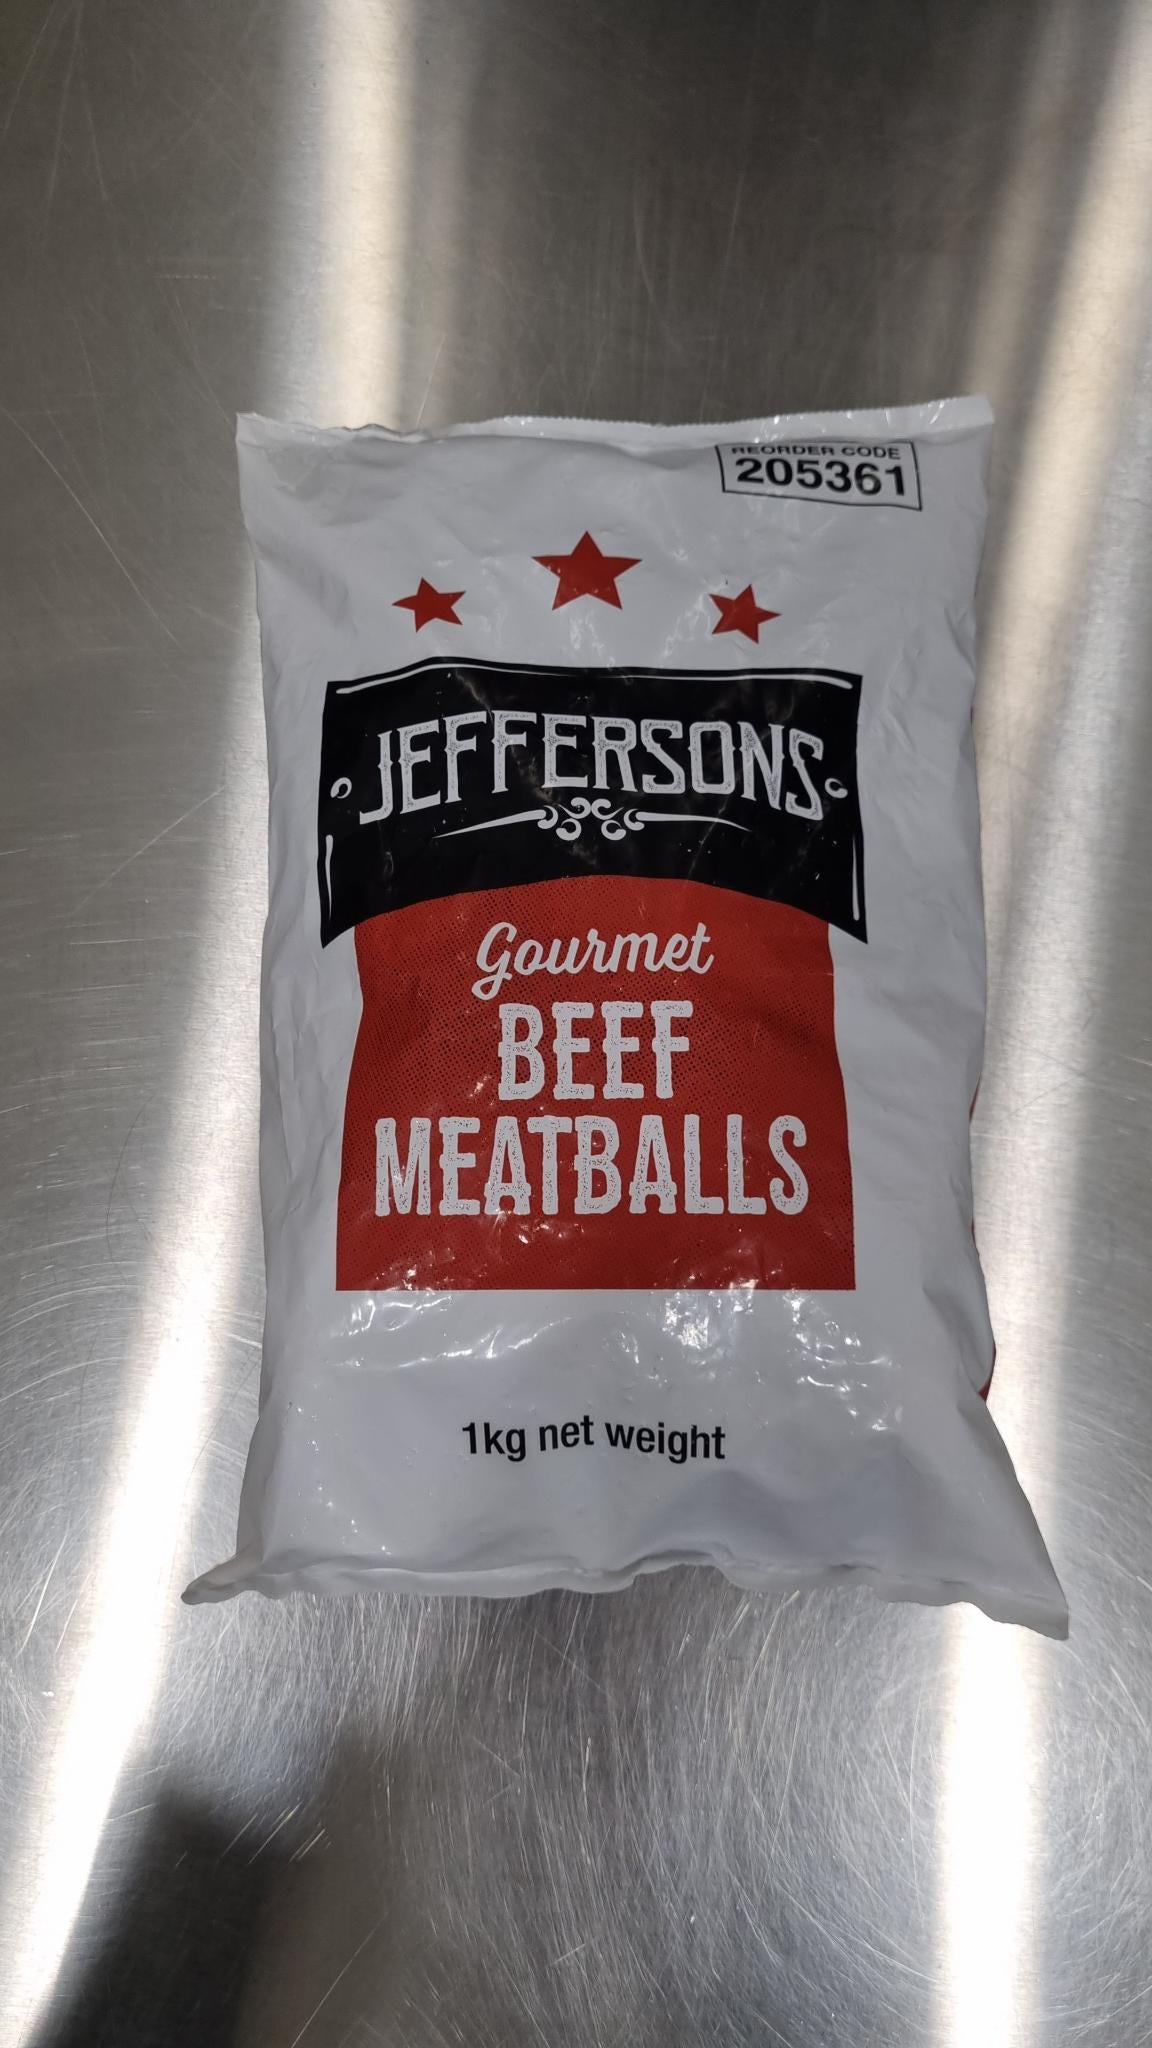 REORDER CODE
205361
JEFFERSONS
Gourmet
BEEF
MEATBALLS
1kg net weight